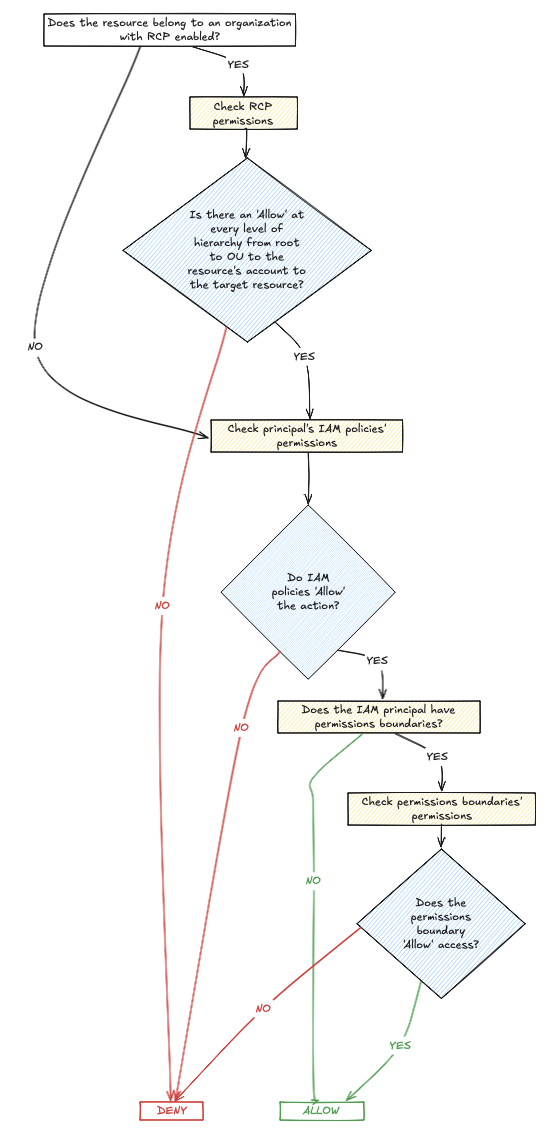 Does the resource belong to an organization
with RCP enabled?
YES
Check RCP
permissions
Is there an 'Allow' at
every level of
hierarchy from root
to OU to the
resource's account to
the target resource?
NO
YES
Check principal's IAM policies'
permissions
Do IAM
policies 'Allow'
the action?
NO
YES
Does the IAM principal have
permissions boundaries?
NO
YES
Check permissions boundaries'
permissions
NO
Does the
permissions
boundary
'Allow' access?
NO
YES
DENY
ALLOW